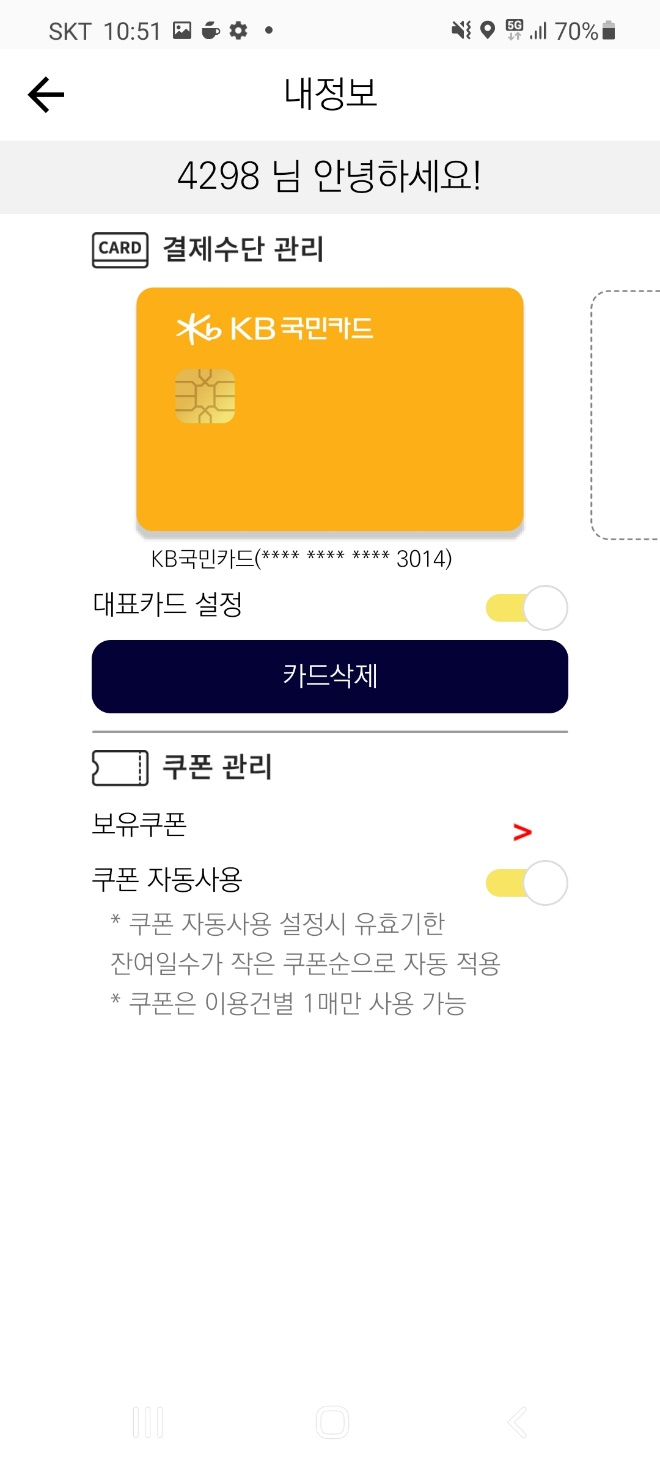 SKT 10:51 5G 70%
내정보
4298 님 안녕하세요!
CARD 결제수단 관리
Kb KB국민카드
KB국민카드(**** **** **** 3014)
대표카드 설정
카드삭제
쿠폰 관리
보유쿠폰 >
쿠폰 자동사용
* 쿠폰 자동사용 설정시 유효기한
잔여일수가 작은 쿠폰순으로 자동 적용
* 쿠폰은 이용건별 1매만 사용 가능